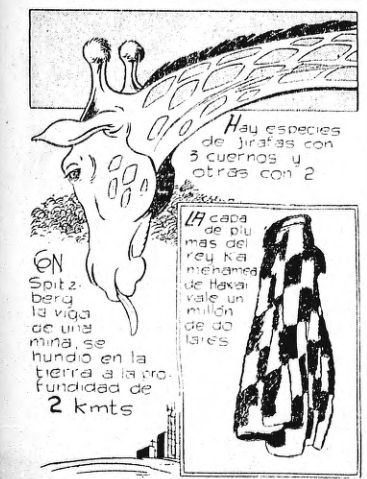 Hay especies
de jirafas con
3 cuernos y
otras con 2
LA capa
de plu
mas del
rey Ka
mehamea
de Hawai
vale un
millón
de do
lares
EN
Spitz-
berg
la viga
de una
mina, se
hundio en la
tierra a la pro-
fundidad de
2 kmts